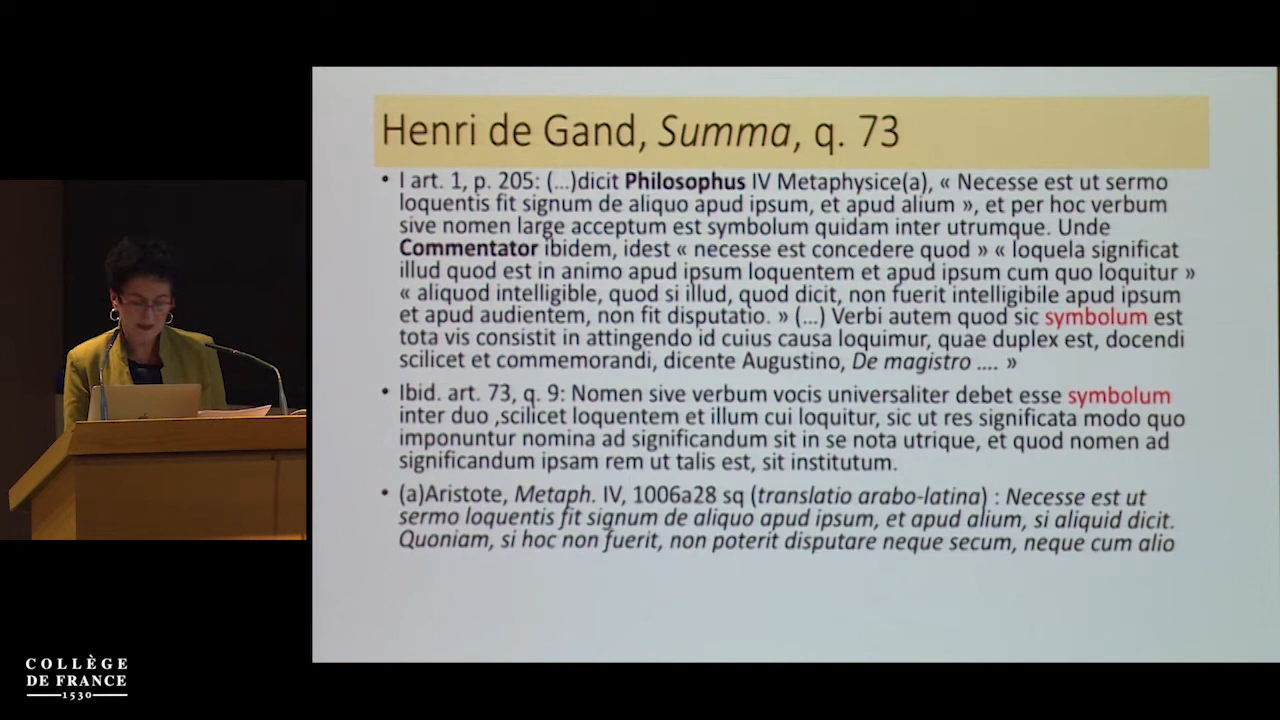 Henri de Gand, Summa, q. 73
• I art. 1, p. 205: (...)dicit Philosophus IV Metaphysice(a), « Necesse est ut sermo
loquentis fit signum de aliquo apud ipsum, et apud alium », et per hoc verbum
sive nomen large acceptum est symbolum quidam inter utrumque. Unde
Commentator ibidem, idest « necesse est concedere quod » « loquela significat
illud quod est in animo apud ipsum loquentem et apud ipsum cum quo loquitur »
« aliquod intelligible, quod si illud, quod dicit, non fuerit intelligibile apud ipsum
et apud audientem, non fit disputatio. » (...) Verbi autem quod sic symbolum est
tota vis consistit in attingendo id cuius causa loquimur, quae duplex est, docendi
scilicet et commemorandi, dicente Augustino, De magistro .... »
• Ibid. art. 73, q. 9: Nomen sive verbum vocis universaliter debet esse symbolum
inter duo ,scilicet loquentem et illum cui loquitur, sic ut res significata modo quo
imponuntur nomina ad significandum sit in se nota utrique, et quod nomen ad
significandum ipsam rem ut talis est, sit institutum.
• (a)Aristote, Metaph. IV, 1006a28 sq (translatio arabo-latina) : Necesse est ut
sermo loquentis fit signum de aliquo apud ipsum, et apud alium, si aliquid dicit.
Quoniam, si hoc non fuerit, non poterit disputare neque secum, neque cum alio
COLLÈGE
DE FRANCE
1530